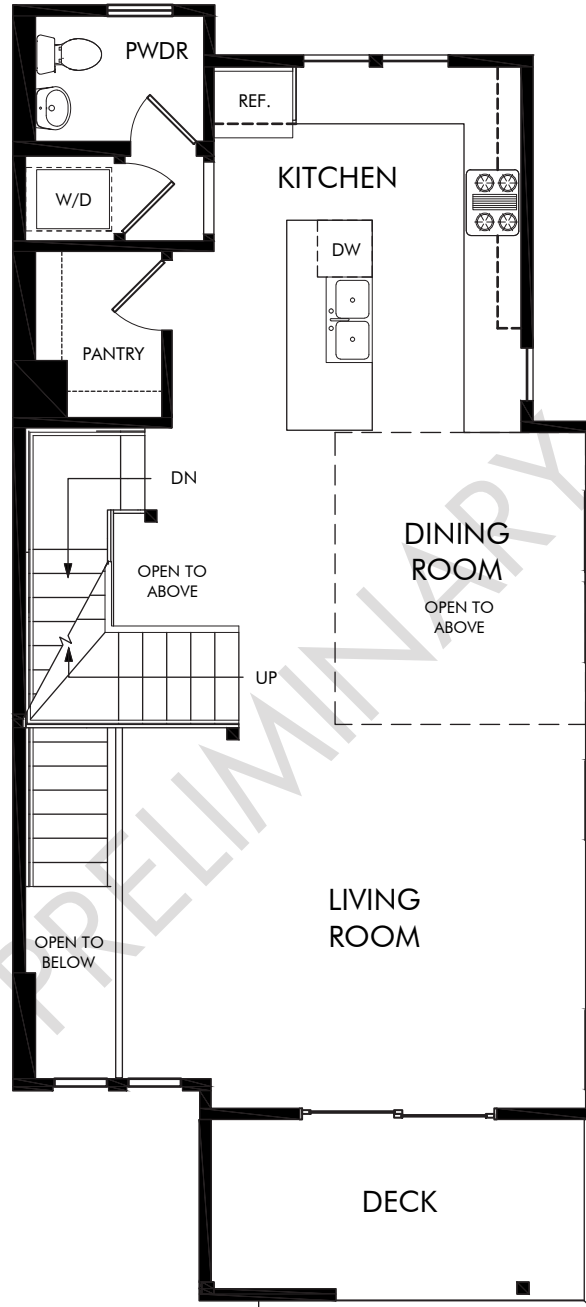 PWDR
REF.
KITCHEN
W/D
DW
PANTRY
DN
DINING
ROOM
OPEN TO
ABOVE
OPEN TO
ABOVE
UP
PRELIMINARY
LIVING
ROOM
OPEN TO
BELOW
DECK